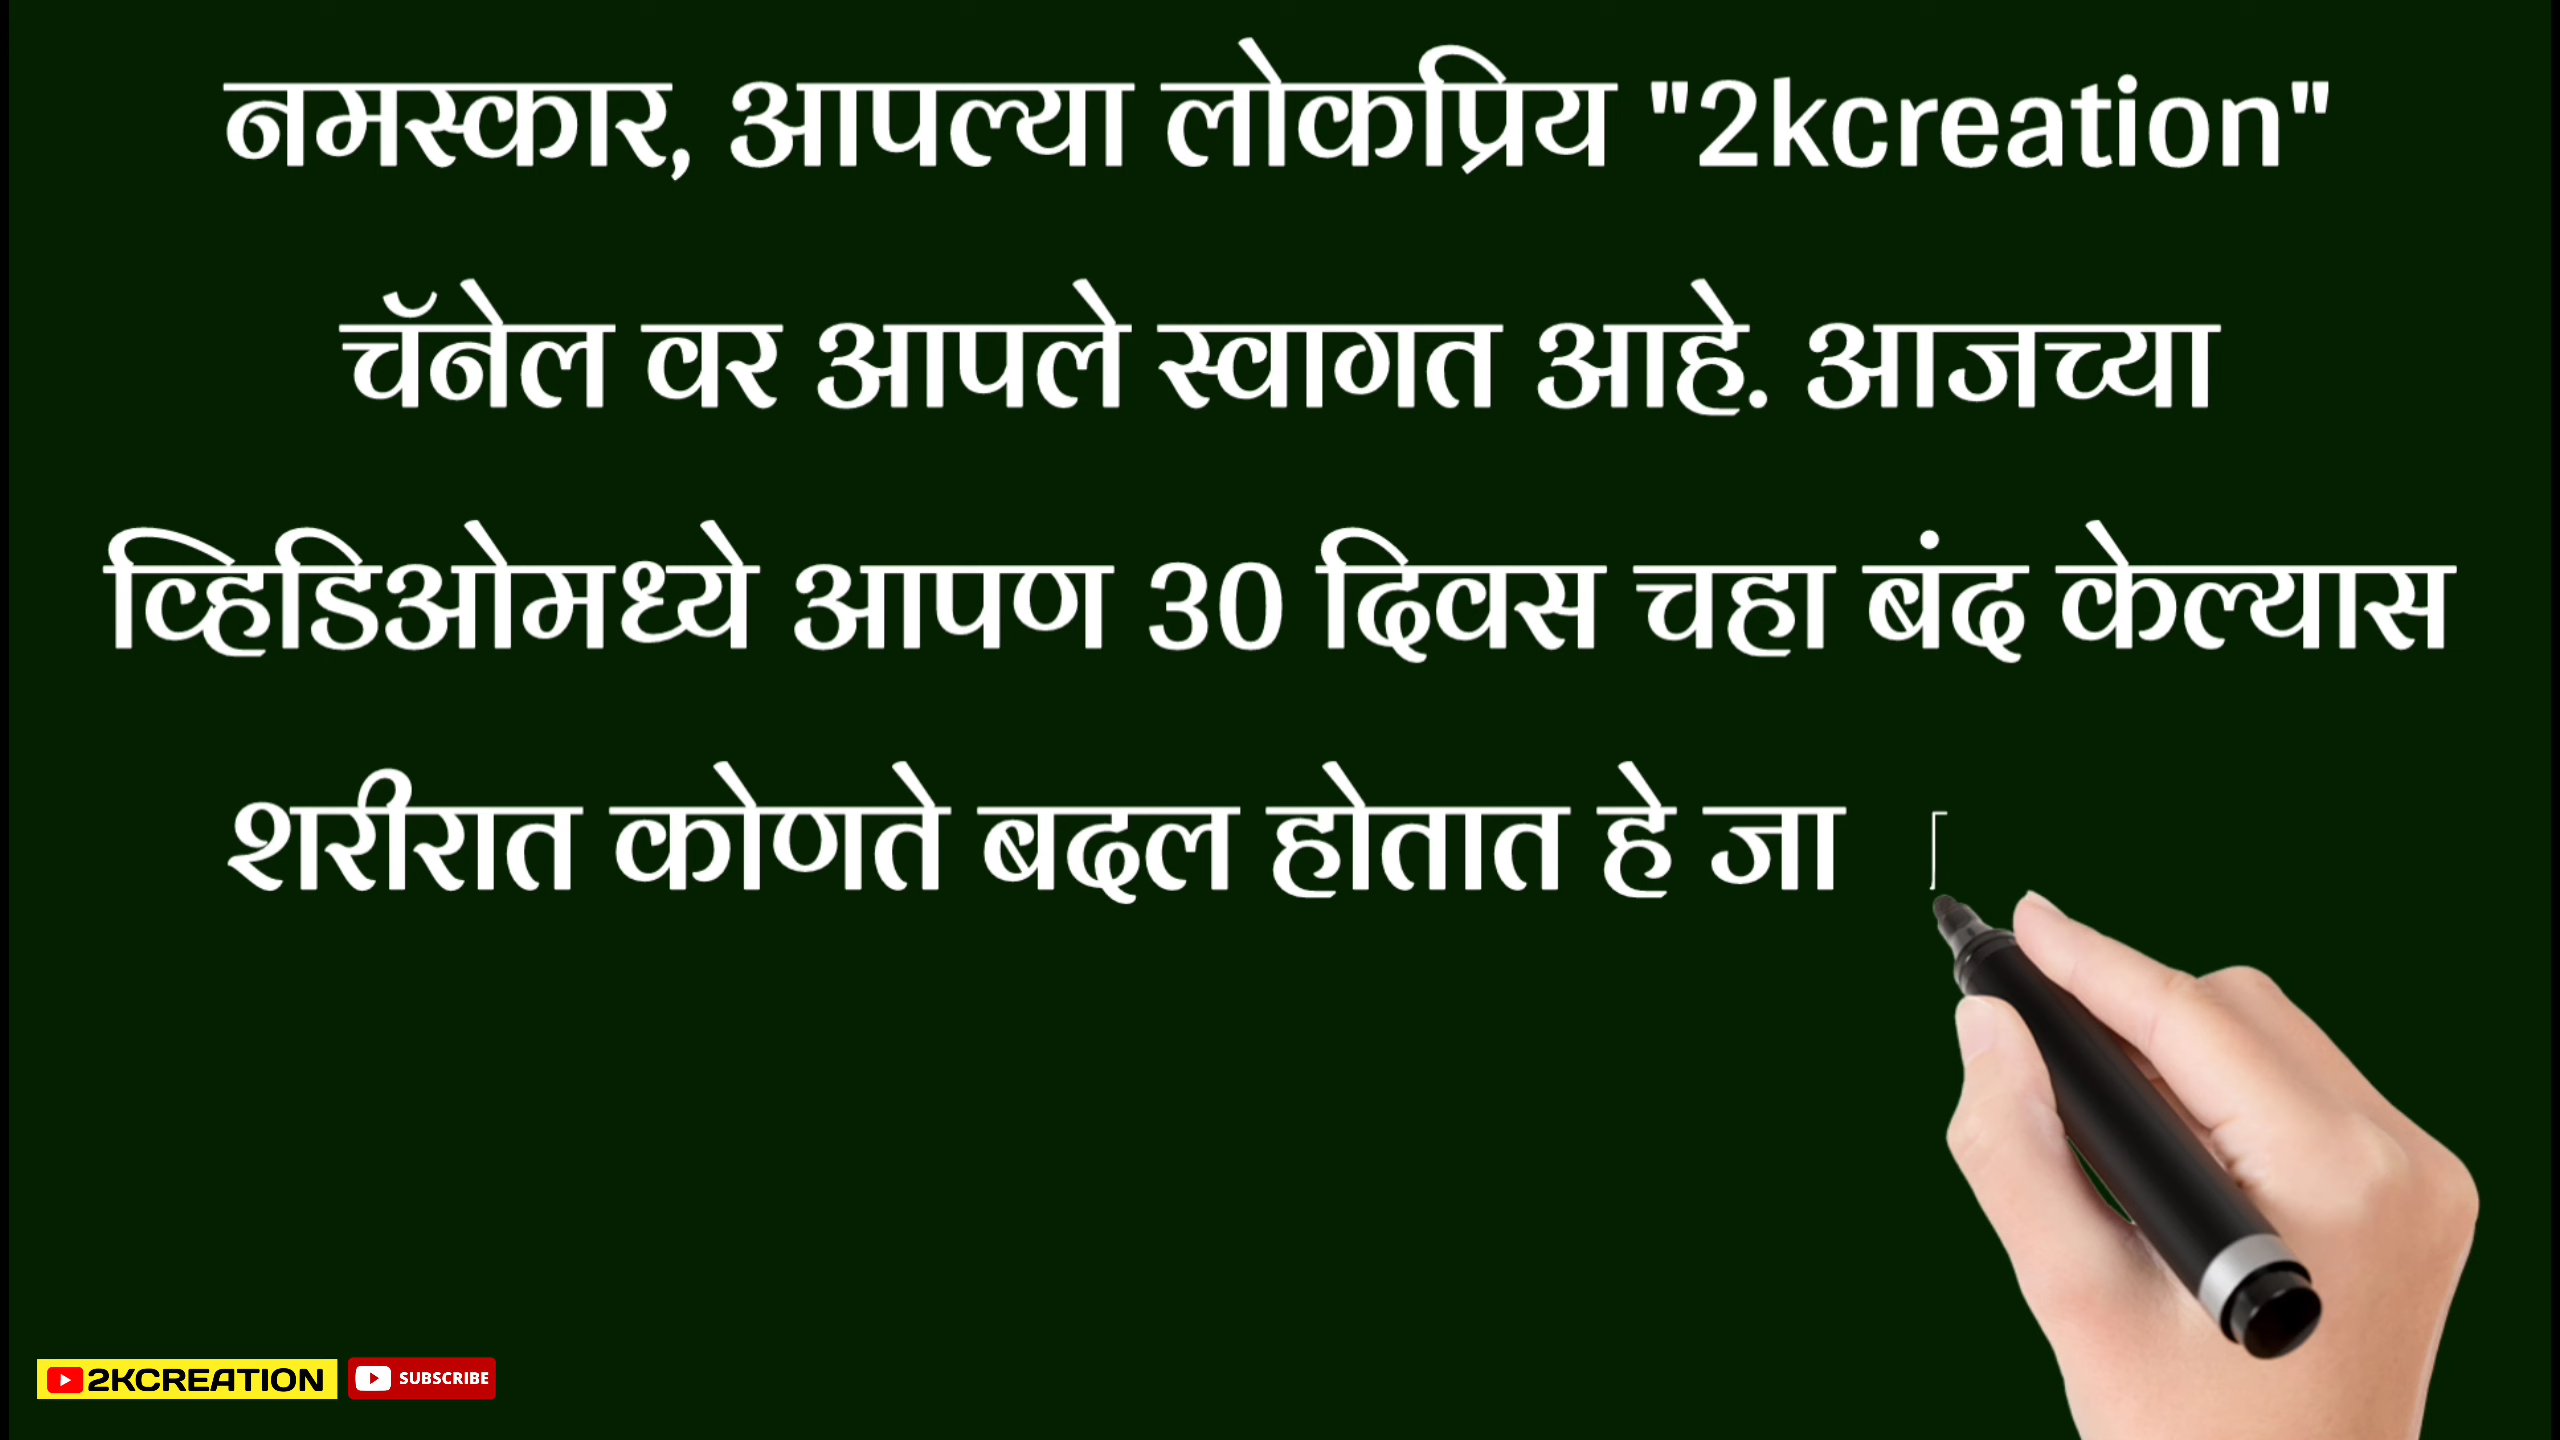 नमस्कार, आपल्या लोकप्रिय "2kcreation"
चॅनेल वर आपले स्वागत आहे. आजच्या
व्हिडिओमध्ये आपण 30 दिवस चहा बंद केल्यास
शरीरात कोणते बदल होतात हे जा
2KCREATION SUBSCRIBE